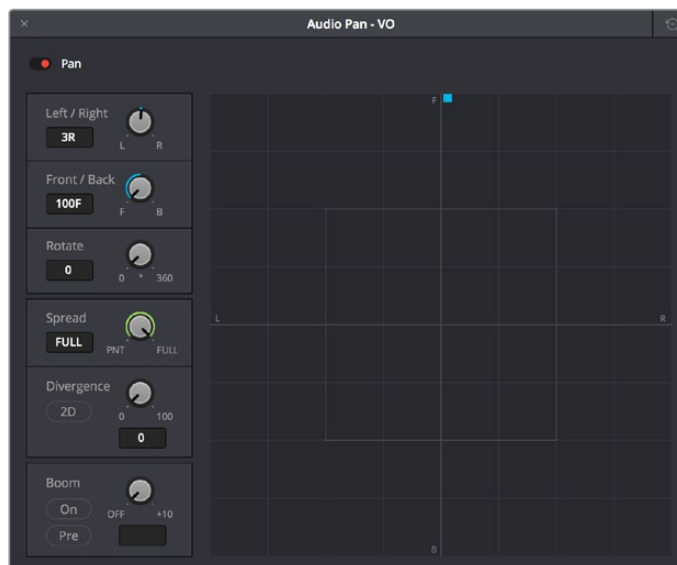 Audio Pan - VO
Pan
Left / Right
3R
L R
Front / Back
100F
F B
Rotate
0
0 ° 360
Spread
FULL
PNT FULL
Divergence
2D
0 100
0
Boom
On
OFF +10
Pre
F
L R
B